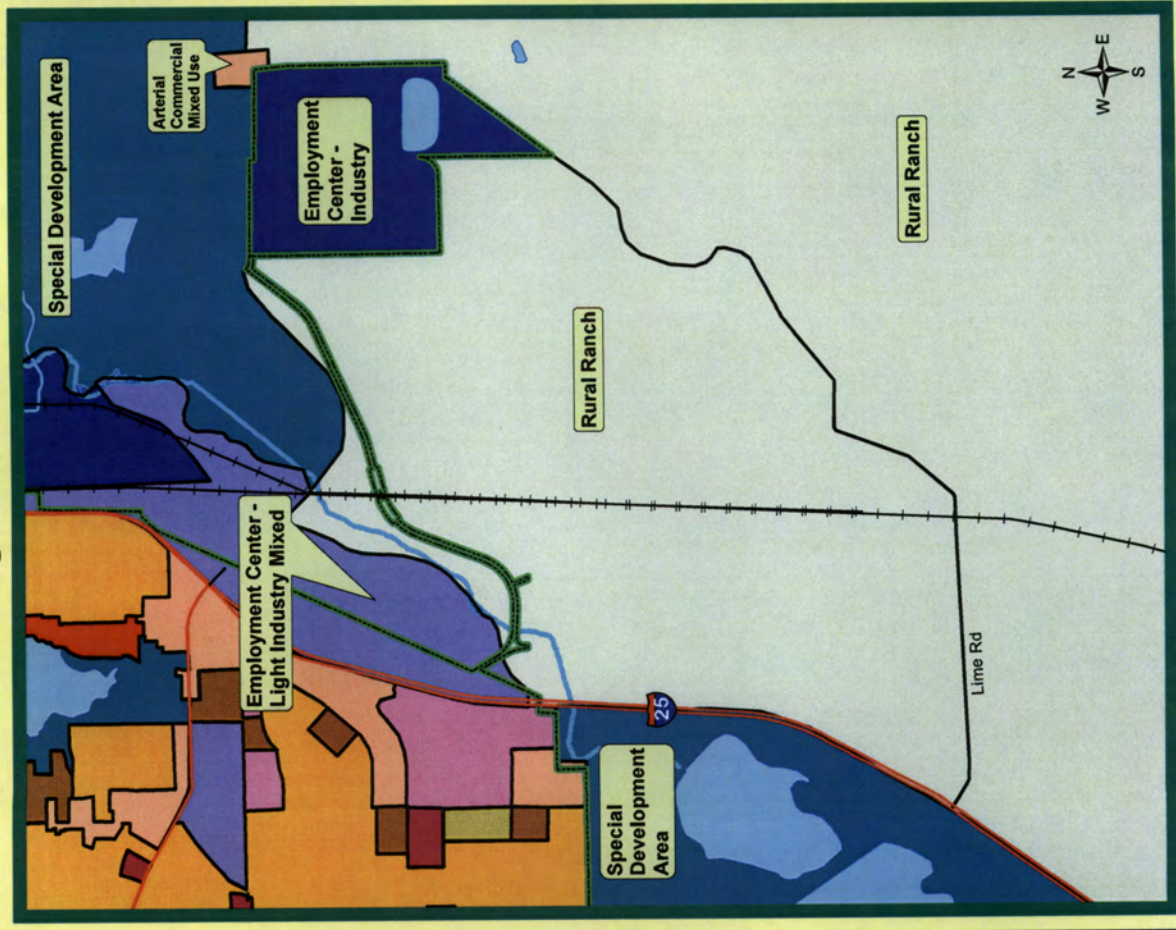 Special Development Area
Arterial
Commercial
Mixed Use
Employment
Center -
Industry
N
W E
S
Rural Ranch
Rural Ranch
Employment Center -
Light Industry Mixed
25
Lime Rd
Special
Development
Area